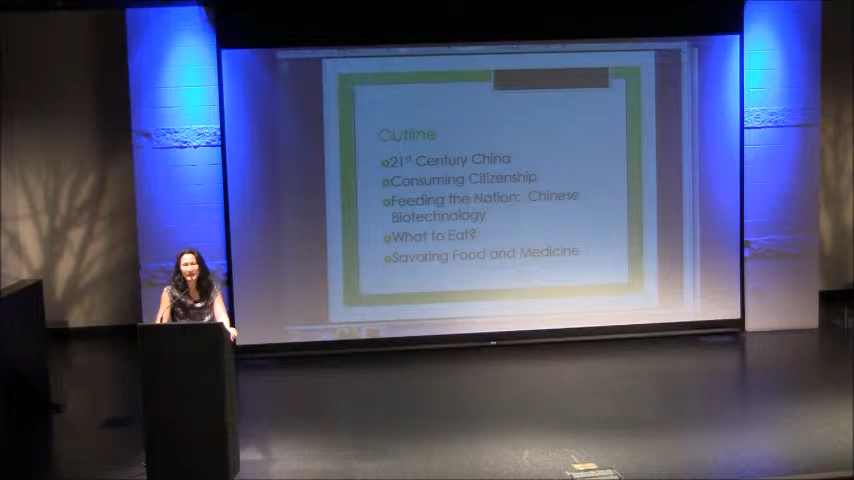 Outline
21st Century China
Consuming Citizenship
Feeding the Nation: Chinese
Biotechnology
What to Eat?
Savoring Food and Medicine